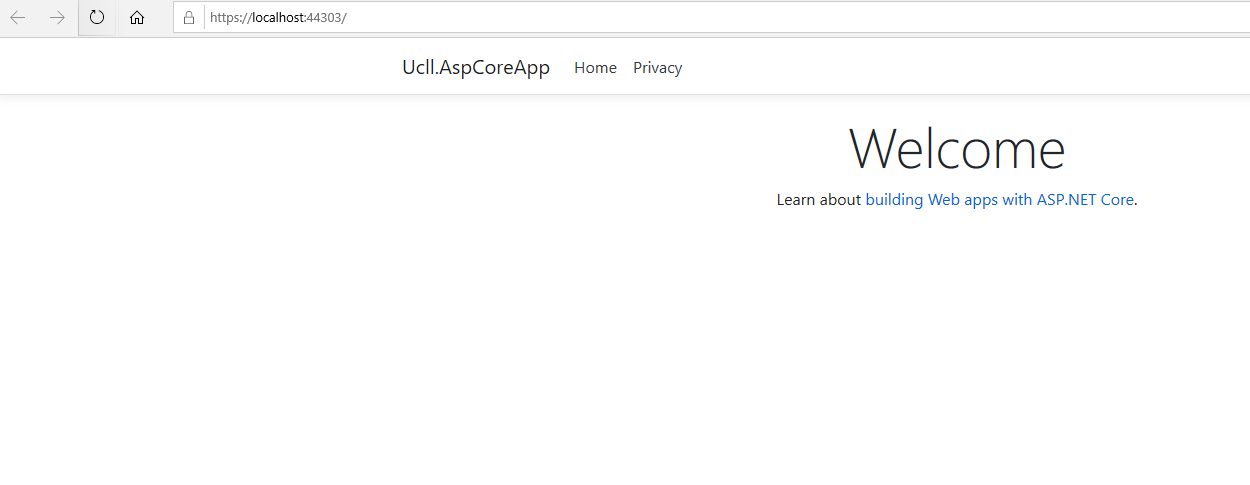 https://localhost:44303/
Ucll.AspCoreApp Home Privacy
Welcome
Learn about building Web apps with ASP.NET Core.